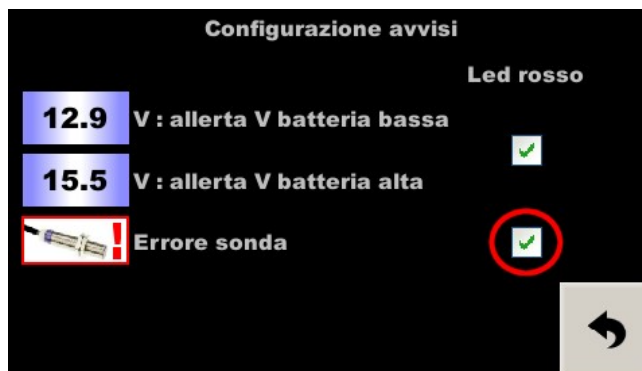 Configurazione avvisi
Led rosso
12.9 V : allerta V batteria bassa
15.5 V : allerta V batteria alta
! Errore sonda